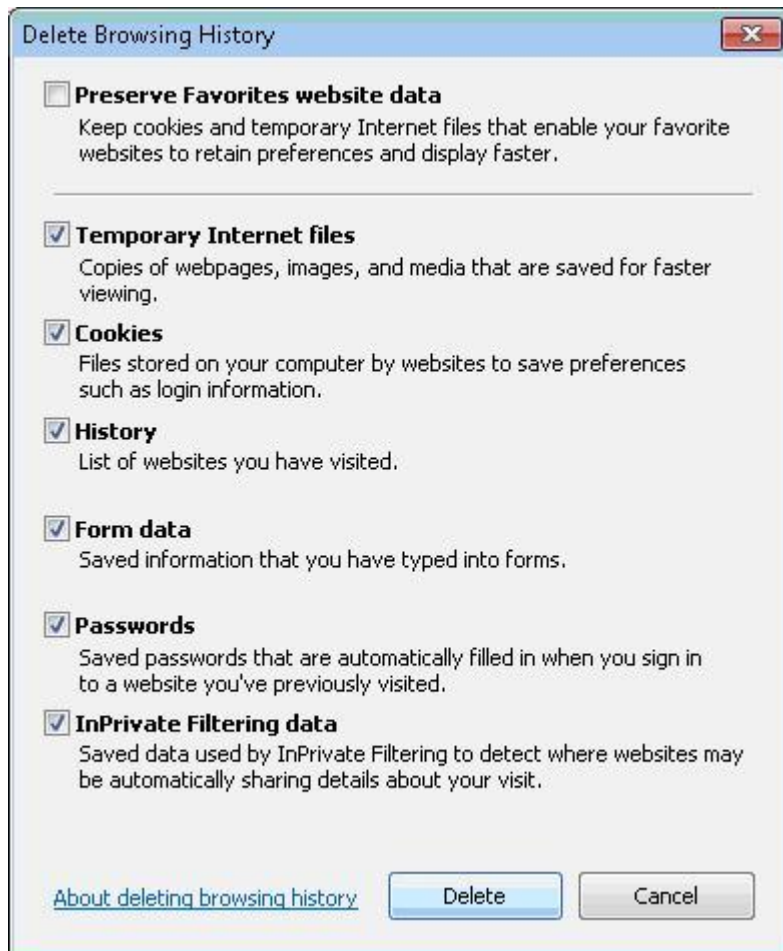 Delete Browsing History
Preserve Favorites website data
Keep cookies and temporary Internet files that enable your favorite
websites to retain preferences and display faster.
Temporary Internet files
Copies of webpages, images, and media that are saved for faster
viewing.
Cookies
Files stored on your computer by websites to save preferences
such as login information.
History
List of websites you have visited.
Form data
Saved information that you have typed into forms.
Passwords
Saved passwords that are automatically filled in when you sign in
to a website you've previously visited.
InPrivate Filtering data
Saved data used by InPrivate Filtering to detect where websites may
be automatically sharing details about your visit.
About deleting browsing history Delete Cancel